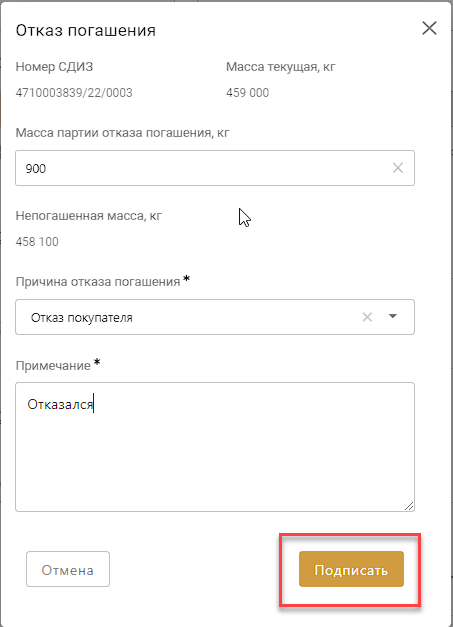 Отказ погашения
Номер СДИЗ Масса текущая, кг
4710003839/22/0003 459 000
Масса партии отказа погашения, кг
900
Непогашенная масса, кг
458 100
Причина отказа погашения *
Отказ покупателя
Примечание *
Отказался
Отмена Подписать